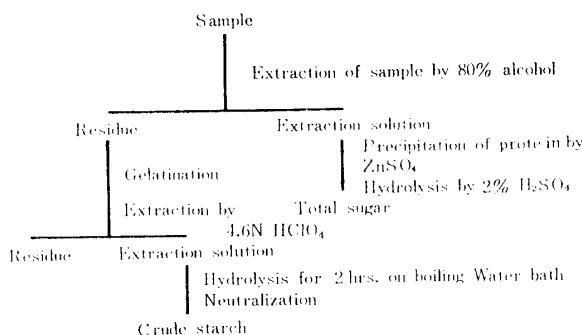 Sample
Extraction of sample by 80% alcohol
Residue
Extraction solution
Precipitation of protein by
ZnSO₄
Hydrolysis by 2% H₂SO₄
Total sugar
Gelatination
Extraction by
4.6N HClO₄
Residue
Extraction solution
Hydrolysis for 2 hrs. on boiling Water bath
Neutralization
Crude starch